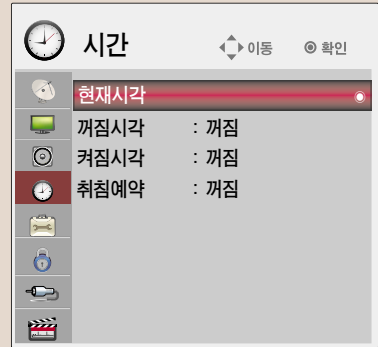 시간 이동 확인
현재시각
꺼짐시각 : 꺼짐
켜짐시각 : 꺼짐
취침예약 : 꺼짐